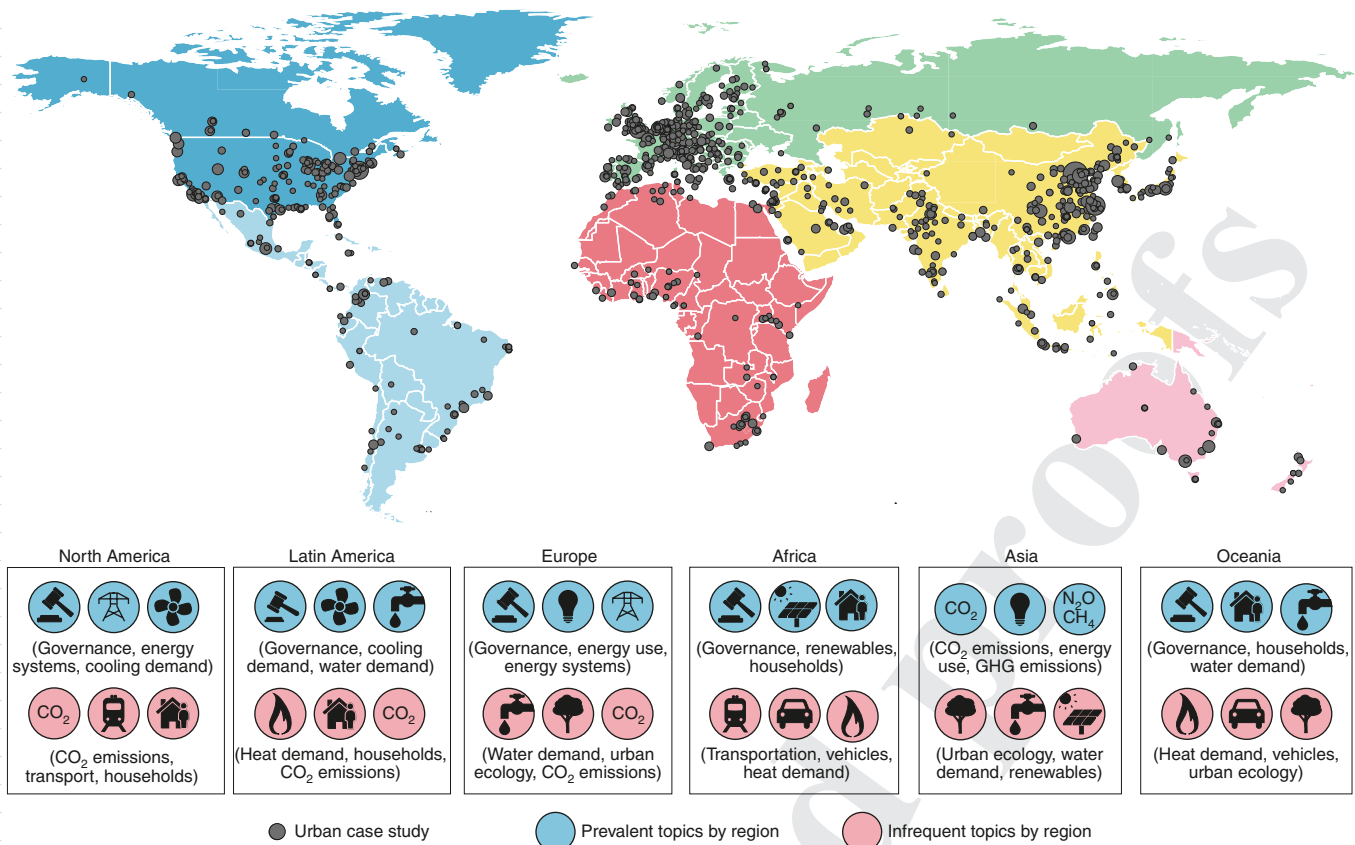 North America
Latin America
Europe
Africa
Asia
Oceania
(Governance, energy
systems, cooling demand)
CO₂
(CO₂ emissions,
transport, households)
(Governance, cooling
demand, water demand)
CO₂
(Heat demand, households,
CO₂ emissions)
(Governance, energy use,
energy systems)
CO₂
(Water demand, urban
ecology, CO₂ emissions)
(Governance, renewables,
households)
(Transportation, vehicles,
heat demand)
CO₂
N₂O
CH₄
(CO₂ emissions, energy
use, GHG emissions)
(Urban ecology, water
demand, renewables)
(Governance, households,
water demand)
(Heat demand, vehicles,
urban ecology)
Urban case study
Prevalent topics by region
Infrequent topics by region
d proofs